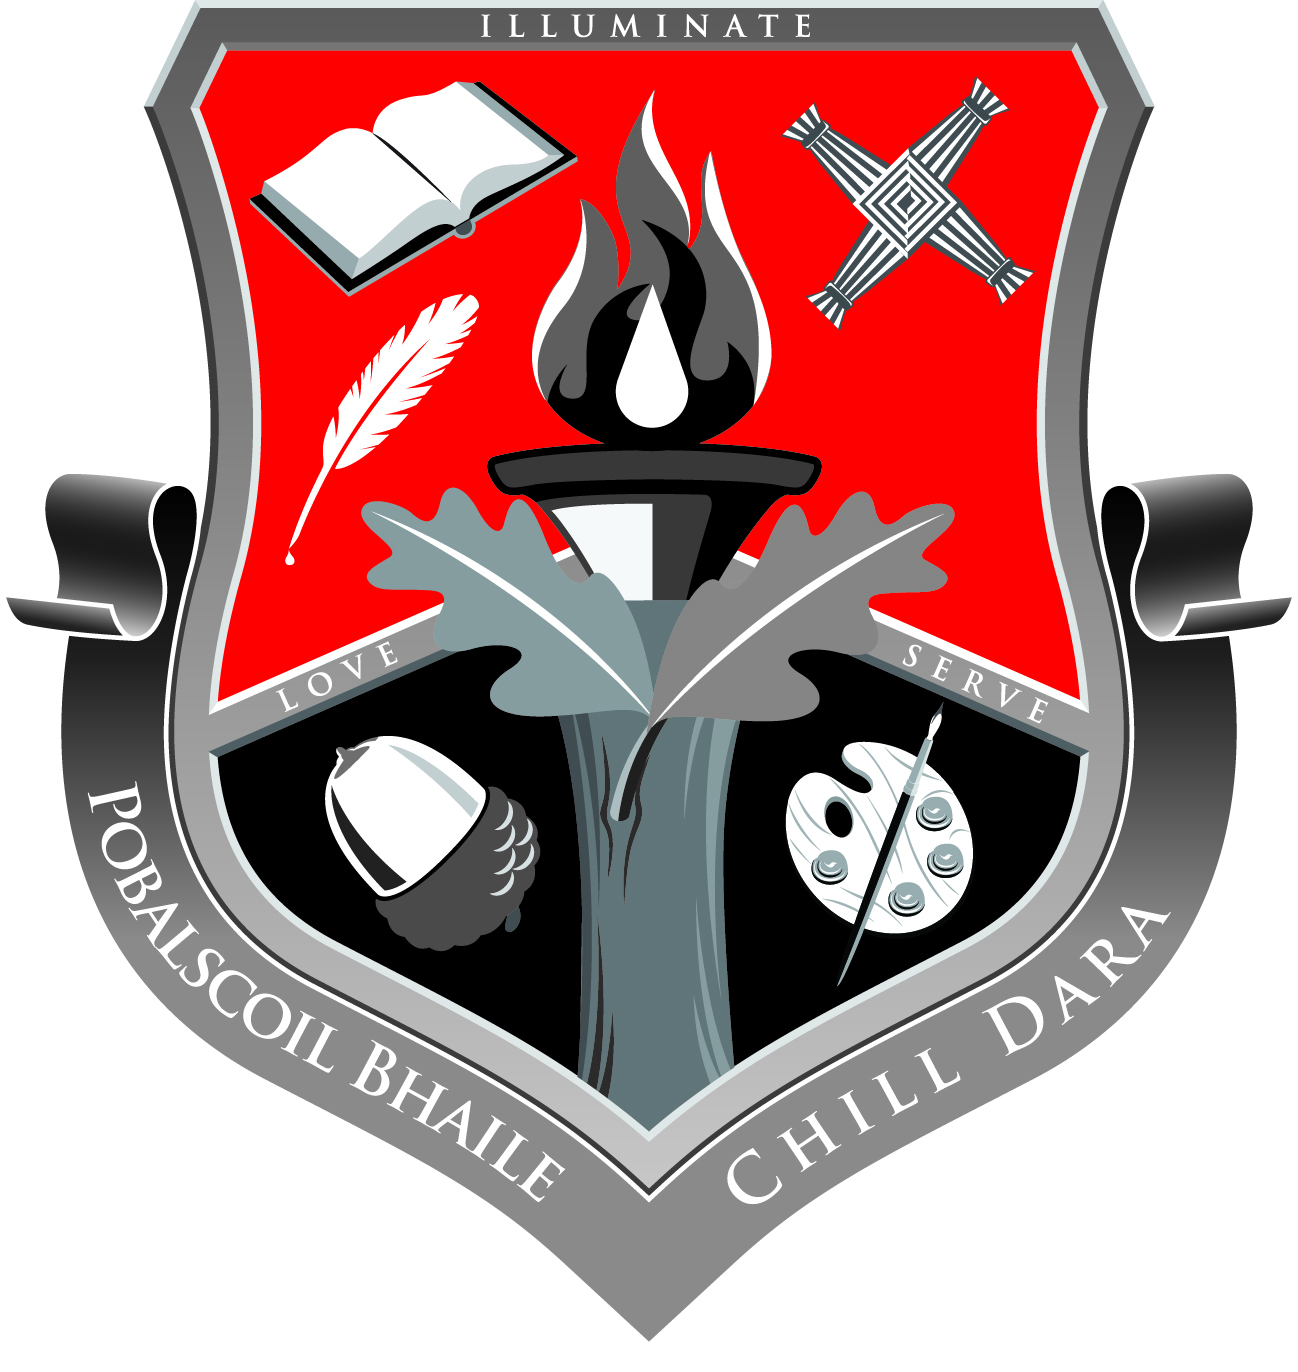 ILLUMINATE
LOVE
SERVE
POBALSCOIL BHAILE
CHILL DARA